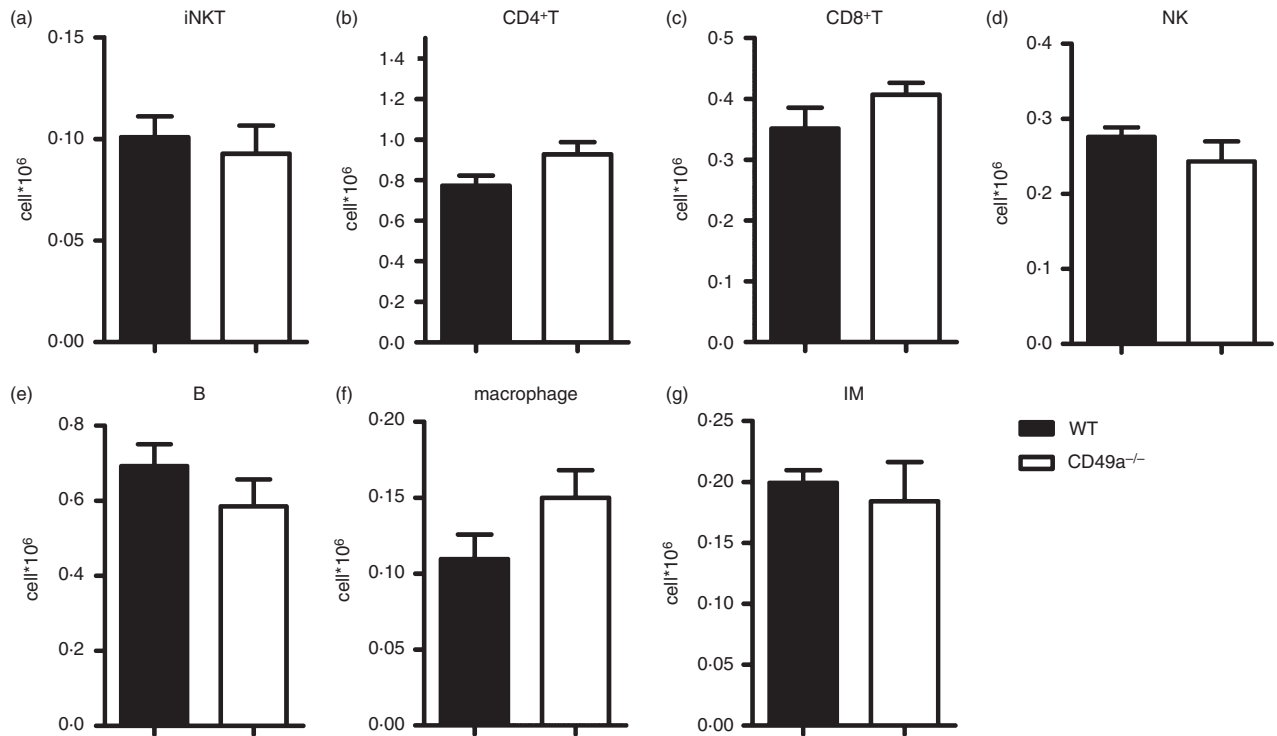 (a) iNKT
cell*10⁶
0·15
0·10
0·05
0·00
(b) CD4⁺T
cell*10⁶
1·4
1·2
1·0
0·8
0·6
0·4
0·2
0·0
(c) CD8⁺T
cell*10⁶
0·5
0·4
0·3
0·2
0·1
0·0
(d) NK
cell*10⁶
0·4
0·3
0·2
0·1
0·0
(e) B
cell*10⁶
0·8
0·6
0·4
0·2
0·0
(f) macrophage
cell*10⁶
0·20
0·15
0·10
0·05
0·00
(g) IM
cell*10⁶
0·25
0·20
0·15
0·10
0·05
0·00
WT
CD49a⁻/⁻